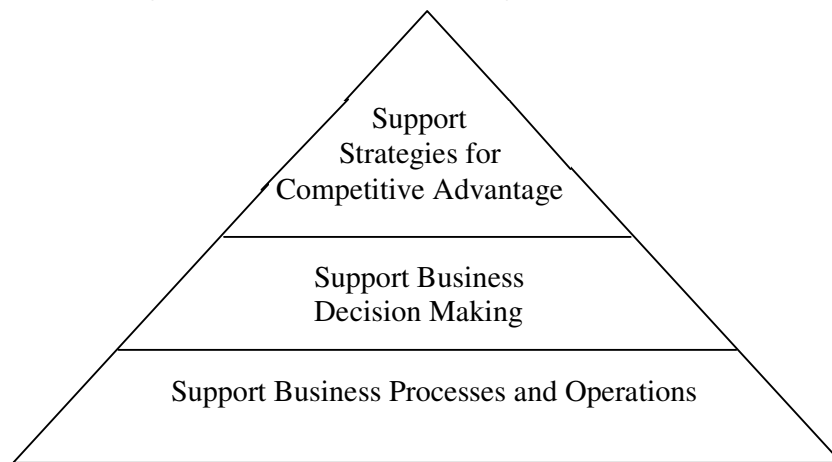 Support
Strategies for
Competitive Advantage
Support Business
Decision Making
Support Business Processes and Operations